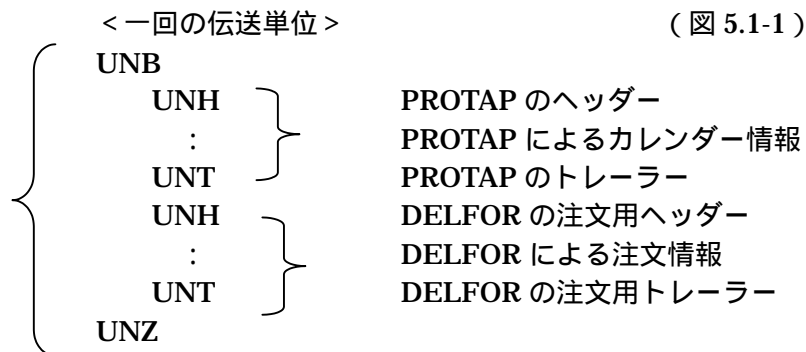 <一回の伝送単位> (図 5.1-1)
UNB
UNH PROTAP のヘッダー
: PROTAP によるカレンダー情報
UNT PROTAP のトレーラー
UNH DELFOR の注文用ヘッダー
: DELFOR による注文情報
UNT DELFOR の注文用トレーラー
UNZ